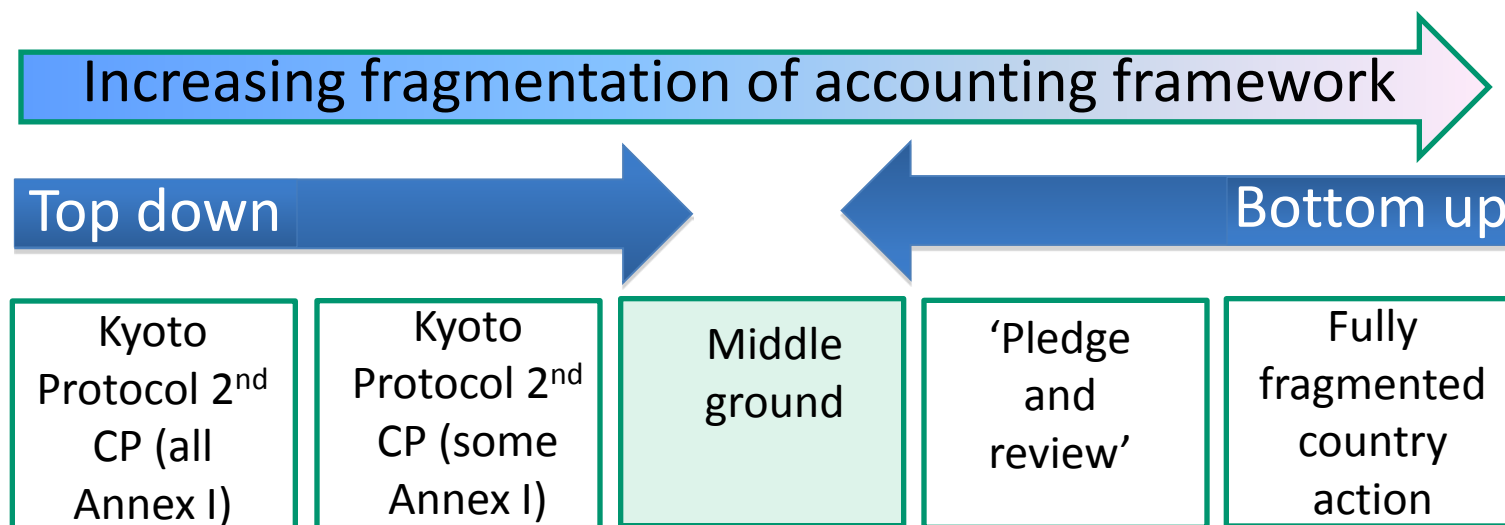 Increasing fragmentation of accounting framework
Top down
Bottom up
Kyoto
Protocol 2nd
CP (all
Annex I)
Kyoto
Protocol 2nd
CP (some
Annex I)
Middle
ground
‘Pledge
and
review’
Fully
fragmented
country
action